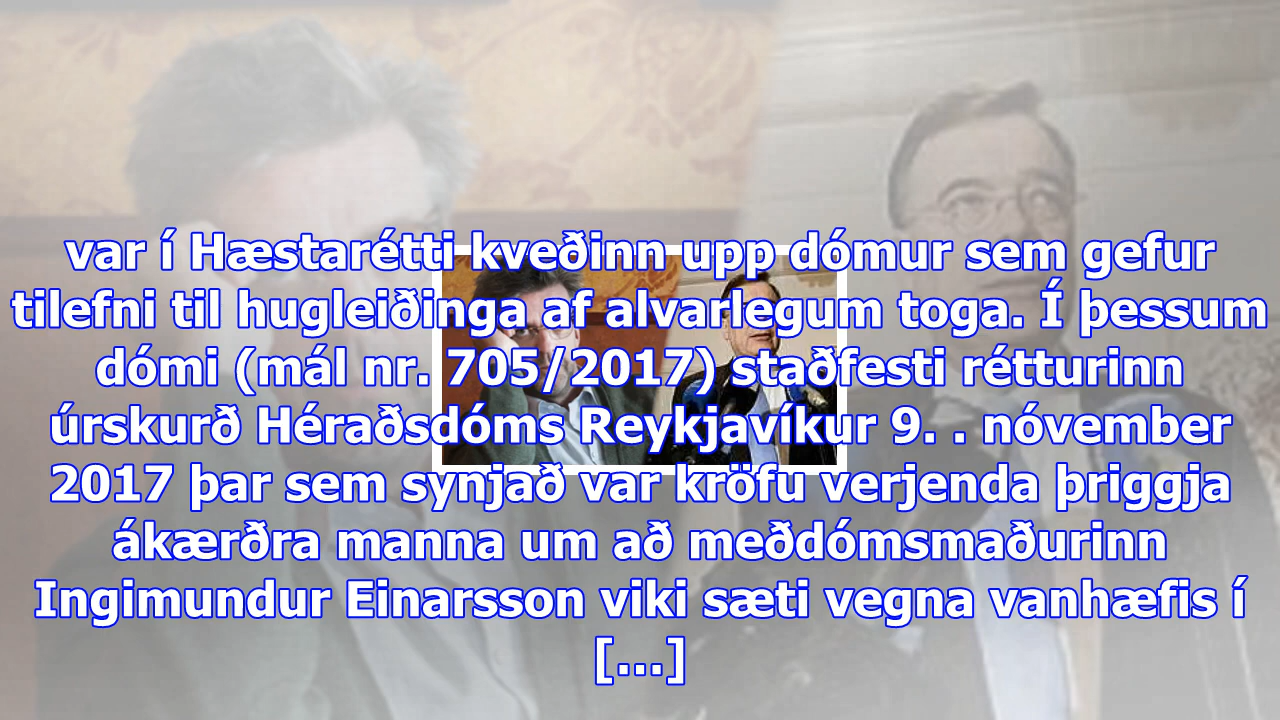 var í Hæstarétti kveðinn upp dómur sem gefur
tilefni til hugleiðinga af alvarlegum toga. Í þessum
dómi (mál nr. 705/2017) staðfesti rétturinn
úrskurð Héraðsdóms Reykjavíkur 9. . nóvember
2017 þar sem synjað var kröfu verjenda þriggja
ákærðra manna um að meðdómsmaðurinn
Ingimundur Einarsson viki sæti vegna vanhæfis í
[...]